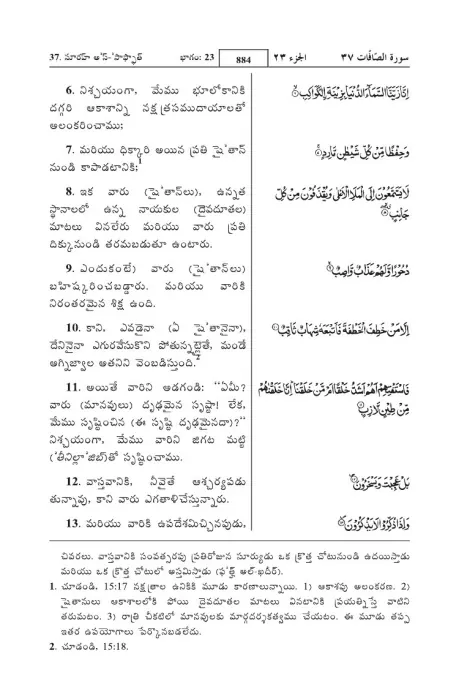 37. సూరహ్ అ'స్-'సాఫ్ఫాత్ భాగం: 23 884 الجزء ٢٣ سورة الصّافات ٣٧
6. నిశ్చయంగా, మేము భూలోకానికి
దగ్గరి ఆకాశాన్ని నక్షత్రసముదాయాలతో
అలంకరించాము;
إِنَّا زَيَّنَّا السَّمَاءَ الدُّنْيَا بِزِينَةٍ الْكَوَاكِبِ ۝
7. మరియు ధిక్కారి అయిన ప్రతి షై'తాన్
నుండి కాపాడటానికి;1
وَحِفْظًا مِنْ كُلِّ شَيْطَنٍ مَارِدٍ ۝
8. ఇక వారు (షై'తాన్‌లు), ఉన్నత
స్థానాలలో ఉన్న నాయకుల (దైవదూతల)
మాటలు వినలేరు మరియు వారు ప్రతి
దిక్కునుండి తరమబడుతూ ఉంటారు.
لَا يَسَّمَّعُونَ إِلَى الْمَلَإِ الْأَعْلَى وَيُقْذَفُونَ مِنْ كُلِّ
جَانِبٍ ۝
9. ఎందుకంటే) వారు (షై'తాన్‌లు)
బహిష్కరించబడ్డారు. మరియు వారికి
నిరంతరమైన శిక్ష ఉంది.
دُحُورًا وَلَهُمْ عَذَابٌ وَاصِبٌ ۝
10. కాని, ఎవడైనా (ఏ షై'తానైనా),
దేనినైనా ఎగురవేసుకొని పోతున్నట్లైతే, మండే
అగ్నిజ్వాల అతనిని వెంబడిస్తుంది.2
إِلَّا مَنْ خَطِفَ الْخَطْفَةَ فَأَتْبَعَهُ شِهَابٌ ثَاقِبٌ ۝
11. అయితే వారిని అడగండి: ''ఏమీ?
వారు (మానవులు) దృఢమైన సృష్టా! లేక,
మేము సృష్టించిన (ఈ సృష్టి దృఢమైనదా)?''
నిశ్చయంగా, మేము వారిని జిగట మట్టి
('తీనిల్లా'జిబ్)తో సృష్టించాము.
فَاسْتَفْتِهِمْ أَهُمْ أَشَدُّ خَلْقًا أَمْ مَنْ خَلَقْنَا إِنَّا خَلَقْنَاهُمْ
مِنْ طِينٍ لَازِبٍ ۝
12. వాస్తవానికి, నీవైతే ఆశ్చర్యపడు
తున్నావు, కాని వారు ఎగతాళిచేస్తున్నారు.
بَلْ عَجِبْتَ وَيَسْخَرُونَ ۝
13. మరియు వారికి ఉపదేశమిచ్చినపుడు,
وَإِذَا ذُكِّرُوا لَا يَذْكُرُونَ ۝
చివరలు. వాస్తవానికి సంవత్సరపు ప్రతిరోజున సూర్యుడు ఒక క్రొత్త చోటునుండి ఉదయిస్తాడు
మరియు ఒక క్రొత్త చోటులో అస్తమిస్తాడు (ఫ'త్హ్ అల్-ఖదీర్).
1. చూడండి, 15:17 నక్షత్రాల ఉనికికి మూడు కారణాలున్నాయి. 1) ఆకాశపు అలంకరణ. 2)
షైతానులు ఆకాశాలలోకి పోయి దైవదూతల మాటలు వినటానికి ప్రయత్నిస్తే వాటిని
తరుమటం. 3) రాత్రి చీకటిలో మానవులకు మార్గదర్శకత్వము చేయటం. ఈ మూడు తప్ప
ఇతర ఉపయోగాలు పేర్కొనబడలేదు.
2. చూడండి, 15:18.